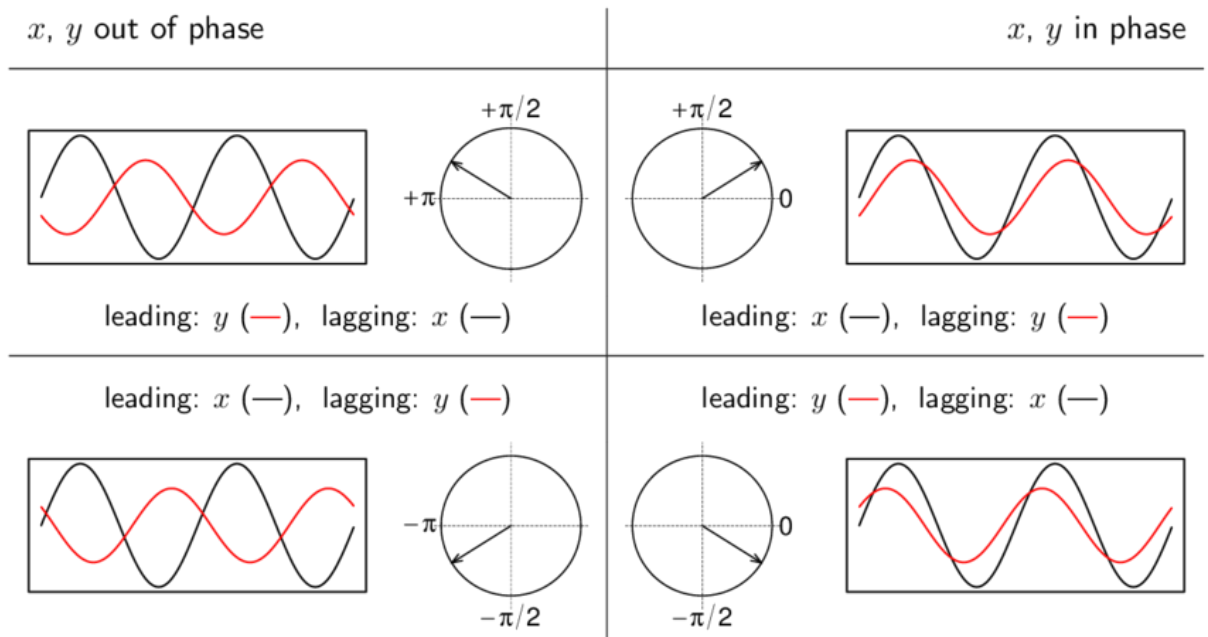 x, y out of phase
x, y in phase
+π/2
+π
leading: y (—), lagging: x (—)
+π/2
0
leading: x (—), lagging: y (—)
leading: x (—), lagging: y (—)
−π
−π/2
leading: y (—), lagging: x (—)
0
−π/2